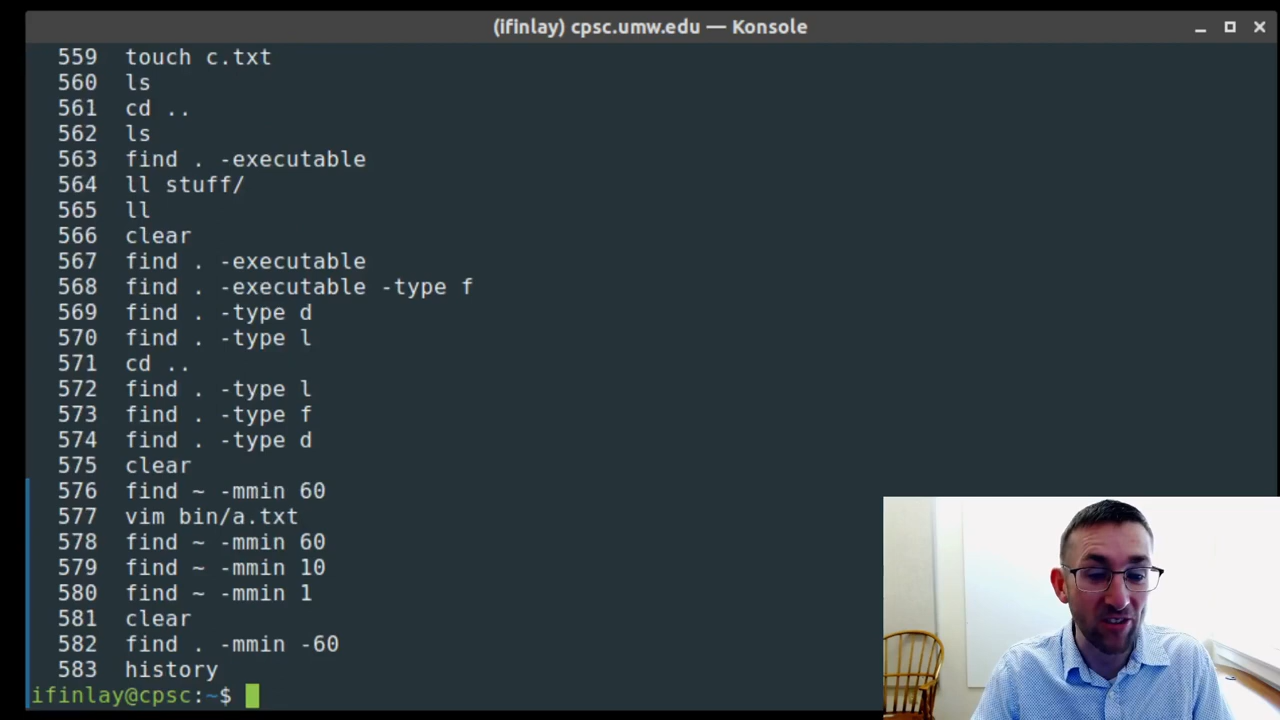 (ifinlay) cpsc.umw.edu — Konsole
559 touch c.txt
560 ls
561 cd ..
562 ls
563 find . -executable
564 ll stuff/
565 ll
566 clear
567 find . -executable
568 find . -executable -type f
569 find . -type d
570 find . -type l
571 cd ..
572 find . -type l
573 find . -type f
574 find . -type d
575 clear
576 find ~ -mmin 60
577 vim bin/a.txt
578 find ~ -mmin 60
579 find ~ -mmin 10
580 find ~ -mmin 1
581 clear
582 find . -mmin -60
583 history
ifinlay@cpsc:~$